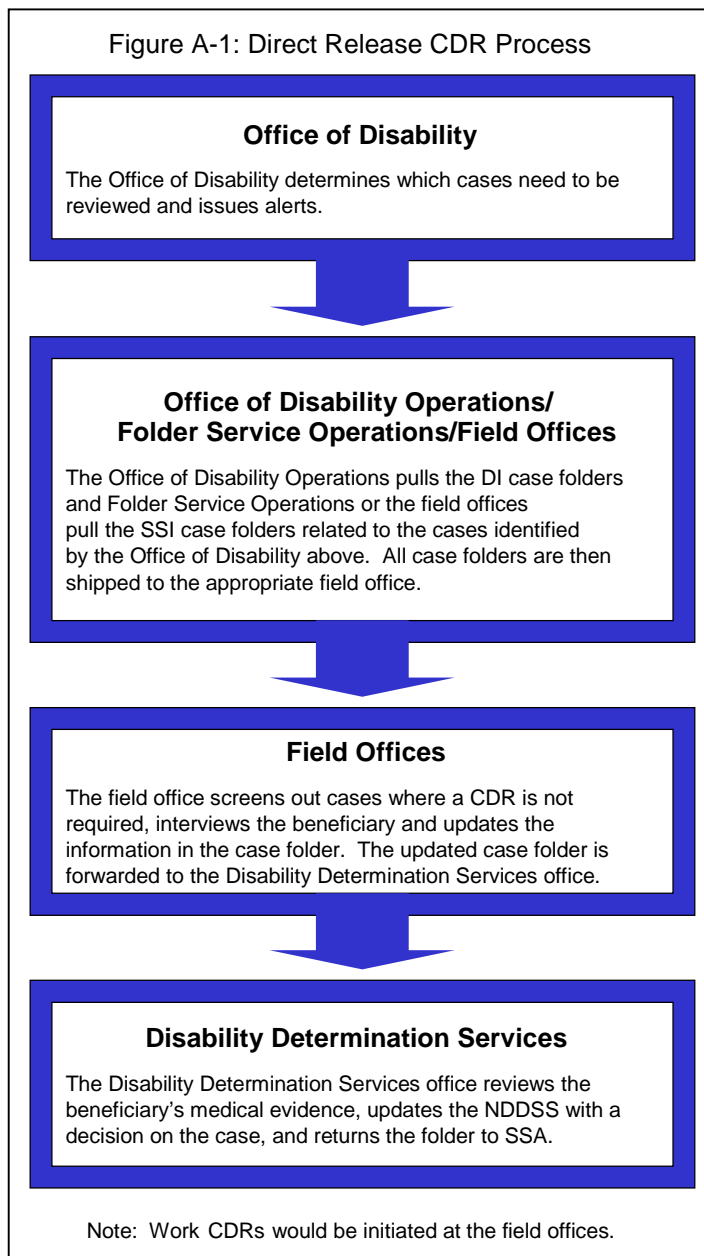 Figure A-1: Direct Release CDR Process
Office of Disability
The Office of Disability determines which cases need to be
reviewed and issues alerts.
Office of Disability Operations/
Folder Service Operations/Field Offices
The Office of Disability Operations pulls the DI case folders
and Folder Service Operations or the field offices
pull the SSI case folders related to the cases identified
by the Office of Disability above.  All case folders are then
shipped to the appropriate field office.
Field Offices
The field office screens out cases where a CDR is not
required, interviews the beneficiary and updates the
information in the case folder.  The updated case folder is
forwarded to the Disability Determination Services office.
Disability Determination Services
The Disability Determination Services office reviews the
beneficiary’s medical evidence, updates the NDDSS with a
decision on the case, and returns the folder to SSA.
Note:  Work CDRs would be initiated at the field offices.